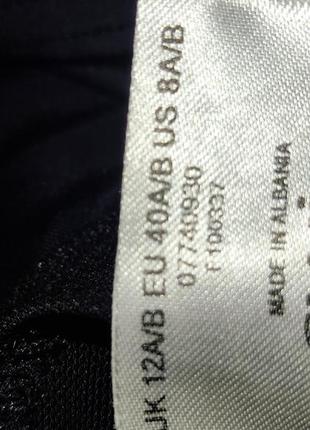 UK 12A/B EU 40A/B US 8A/B
07740930
F100337
MADE IN ALBANIA